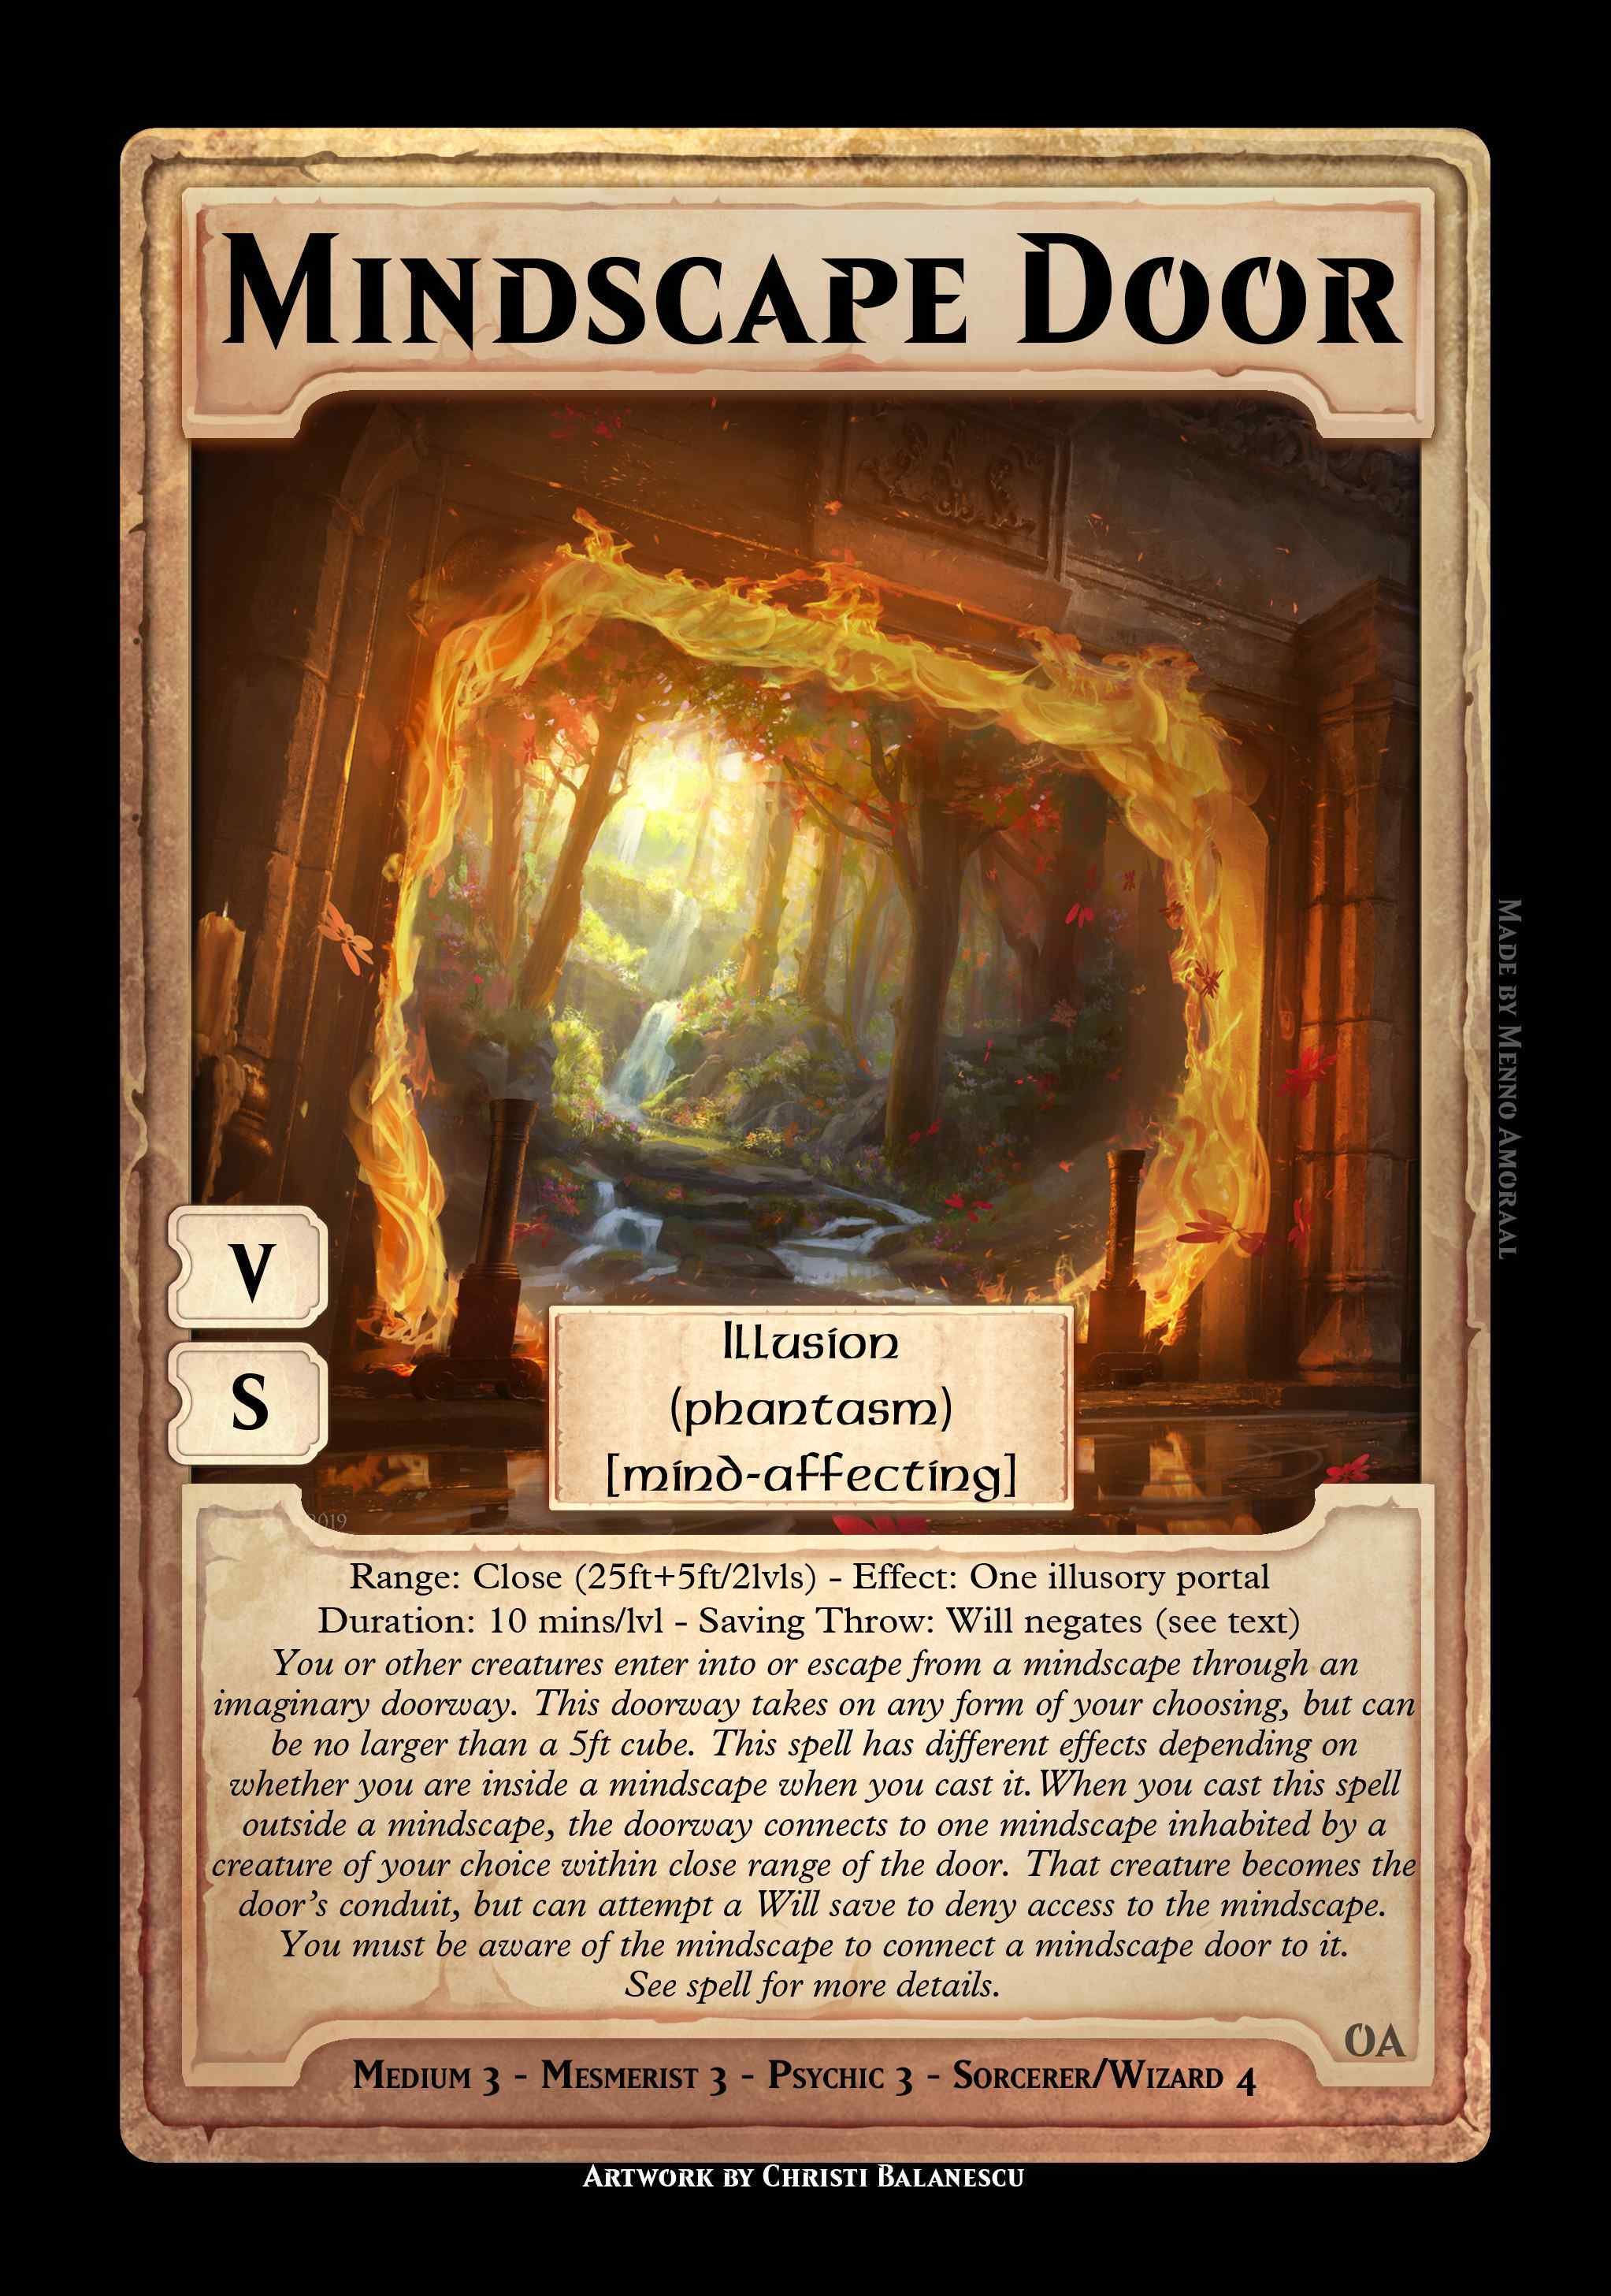 Mindscape Door
V
S
Illusion
(phantasm)
[mind-affecting]
2019
Range: Close (25ft+5ft/2lvls) - Effect: One illusory portal
Duration: 10 mins/lvl - Saving Throw: Will negates (see text)
You or other creatures enter into or escape from a mindscape through an
imaginary doorway. This doorway takes on any form of your choosing, but can
be no larger than a 5ft cube. This spell has different effects depending on
whether you are inside a mindscape when you cast it. When you cast this spell
outside a mindscape, the doorway connects to one mindscape inhabited by a
creature of your choice within close range of the door. That creature becomes the
door's conduit, but can attempt a Will save to deny access to the mindscape.
You must be aware of the mindscape to connect a mindscape door to it.
See spell for more details.
OA
Medium 3 - Mesmerist 3 - Psychic 3 - Sorcerer/Wizard 4
Artwork by Christi Balanescu
Made by Menno Amoraal